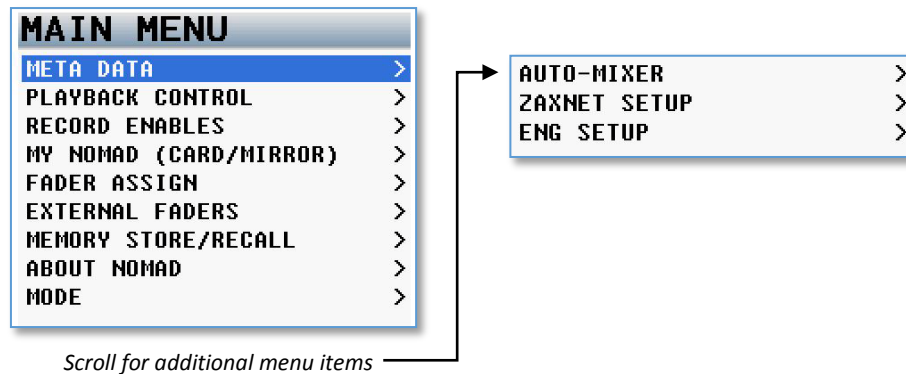 MAIN MENU
META DATA >
PLAYBACK CONTROL >
RECORD ENABLES >
MY NOMAD (CARD/MIRROR) >
FADER ASSIGN >
EXTERNAL FADERS >
MEMORY STORE/RECALL >
ABOUT NOMAD >
MODE >
Scroll for additional menu items
AUTO-MIXER >
ZAXNET SETUP >
ENG SETUP >